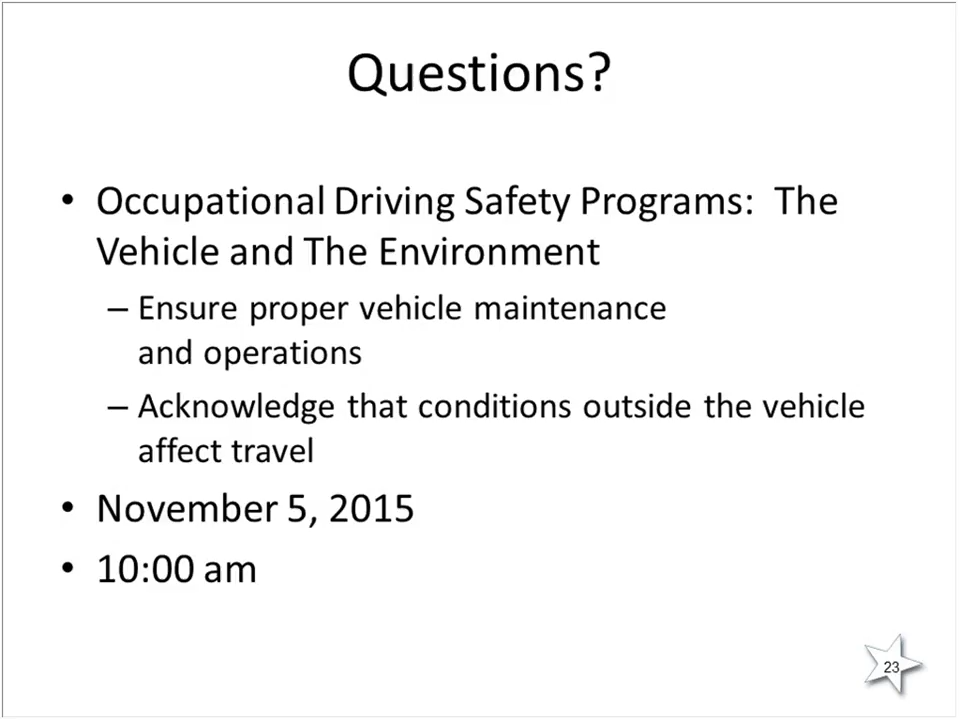 Questions?
• Occupational Driving Safety Programs:  The
Vehicle and The Environment
– Ensure proper vehicle maintenance
and operations
– Acknowledge that conditions outside the vehicle
affect travel
• November 5, 2015
• 10:00 am
23